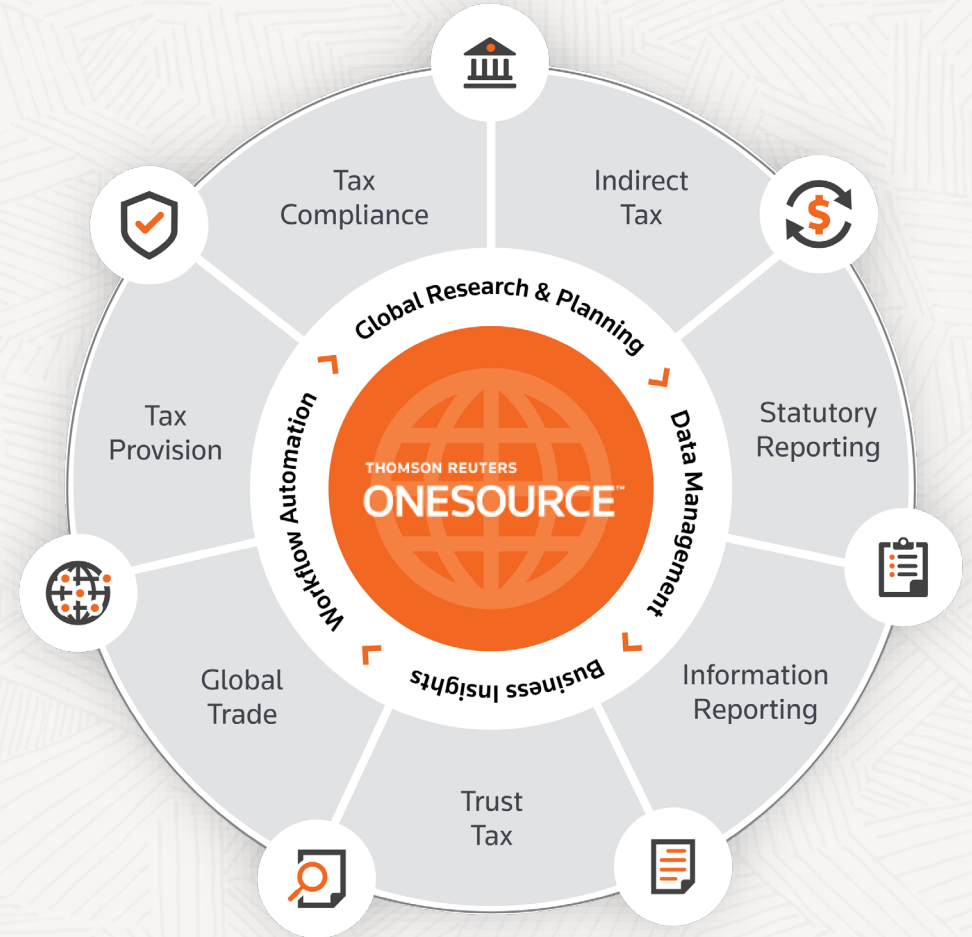 Tax
Compliance
Indirect
Tax
Statutory
Reporting
Information
Reporting
Trust
Tax
Global
Trade
Tax
Provision
Global Research & Planning
Data Management
Business Insights
Workflow Automation
THOMSON REUTERS
ONESOURCE™
$